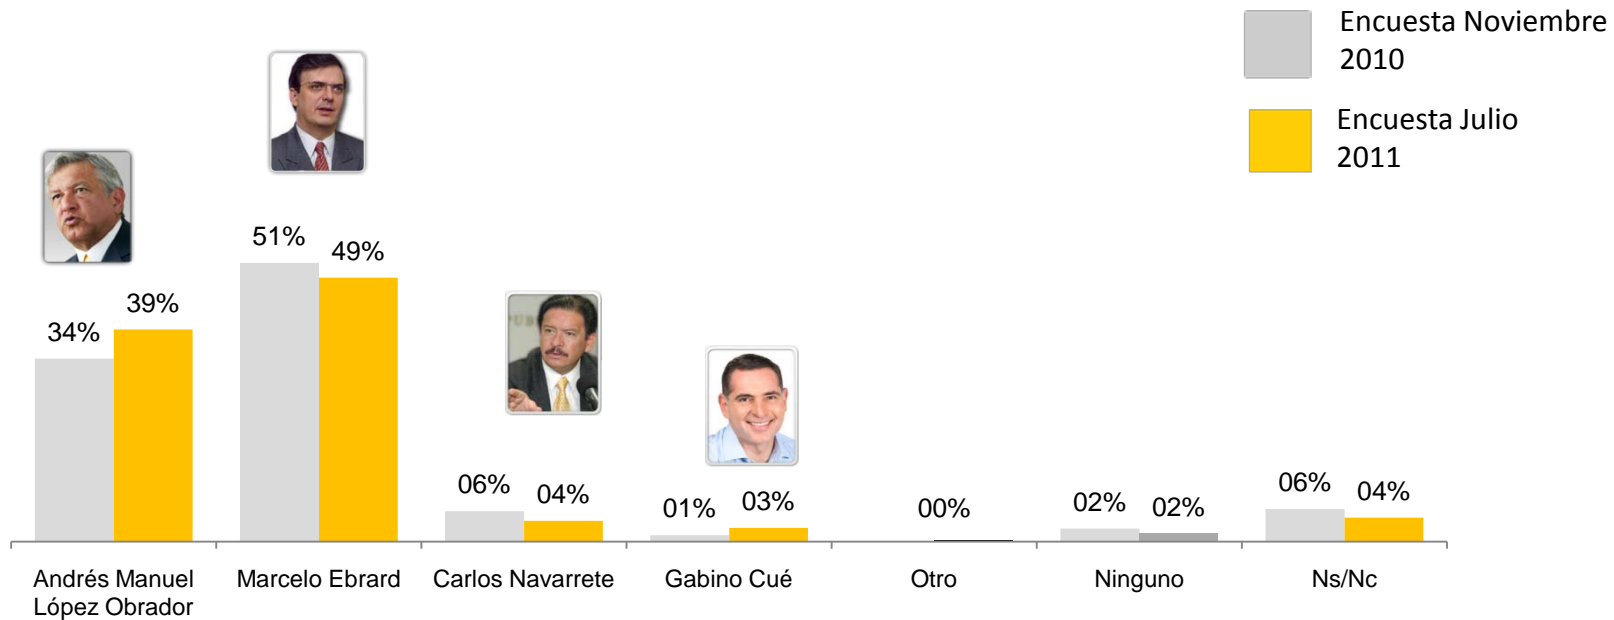 Encuesta Noviembre
2010
Encuesta Julio
2011
51%
49%
39%
34%
06%
04%
01%
03%
00%
02%
02%
06%
04%
Andrés Manuel
López Obrador
Marcelo Ebrard
Carlos Navarrete
Gabino Cué
Otro
Ninguno
Ns/Nc